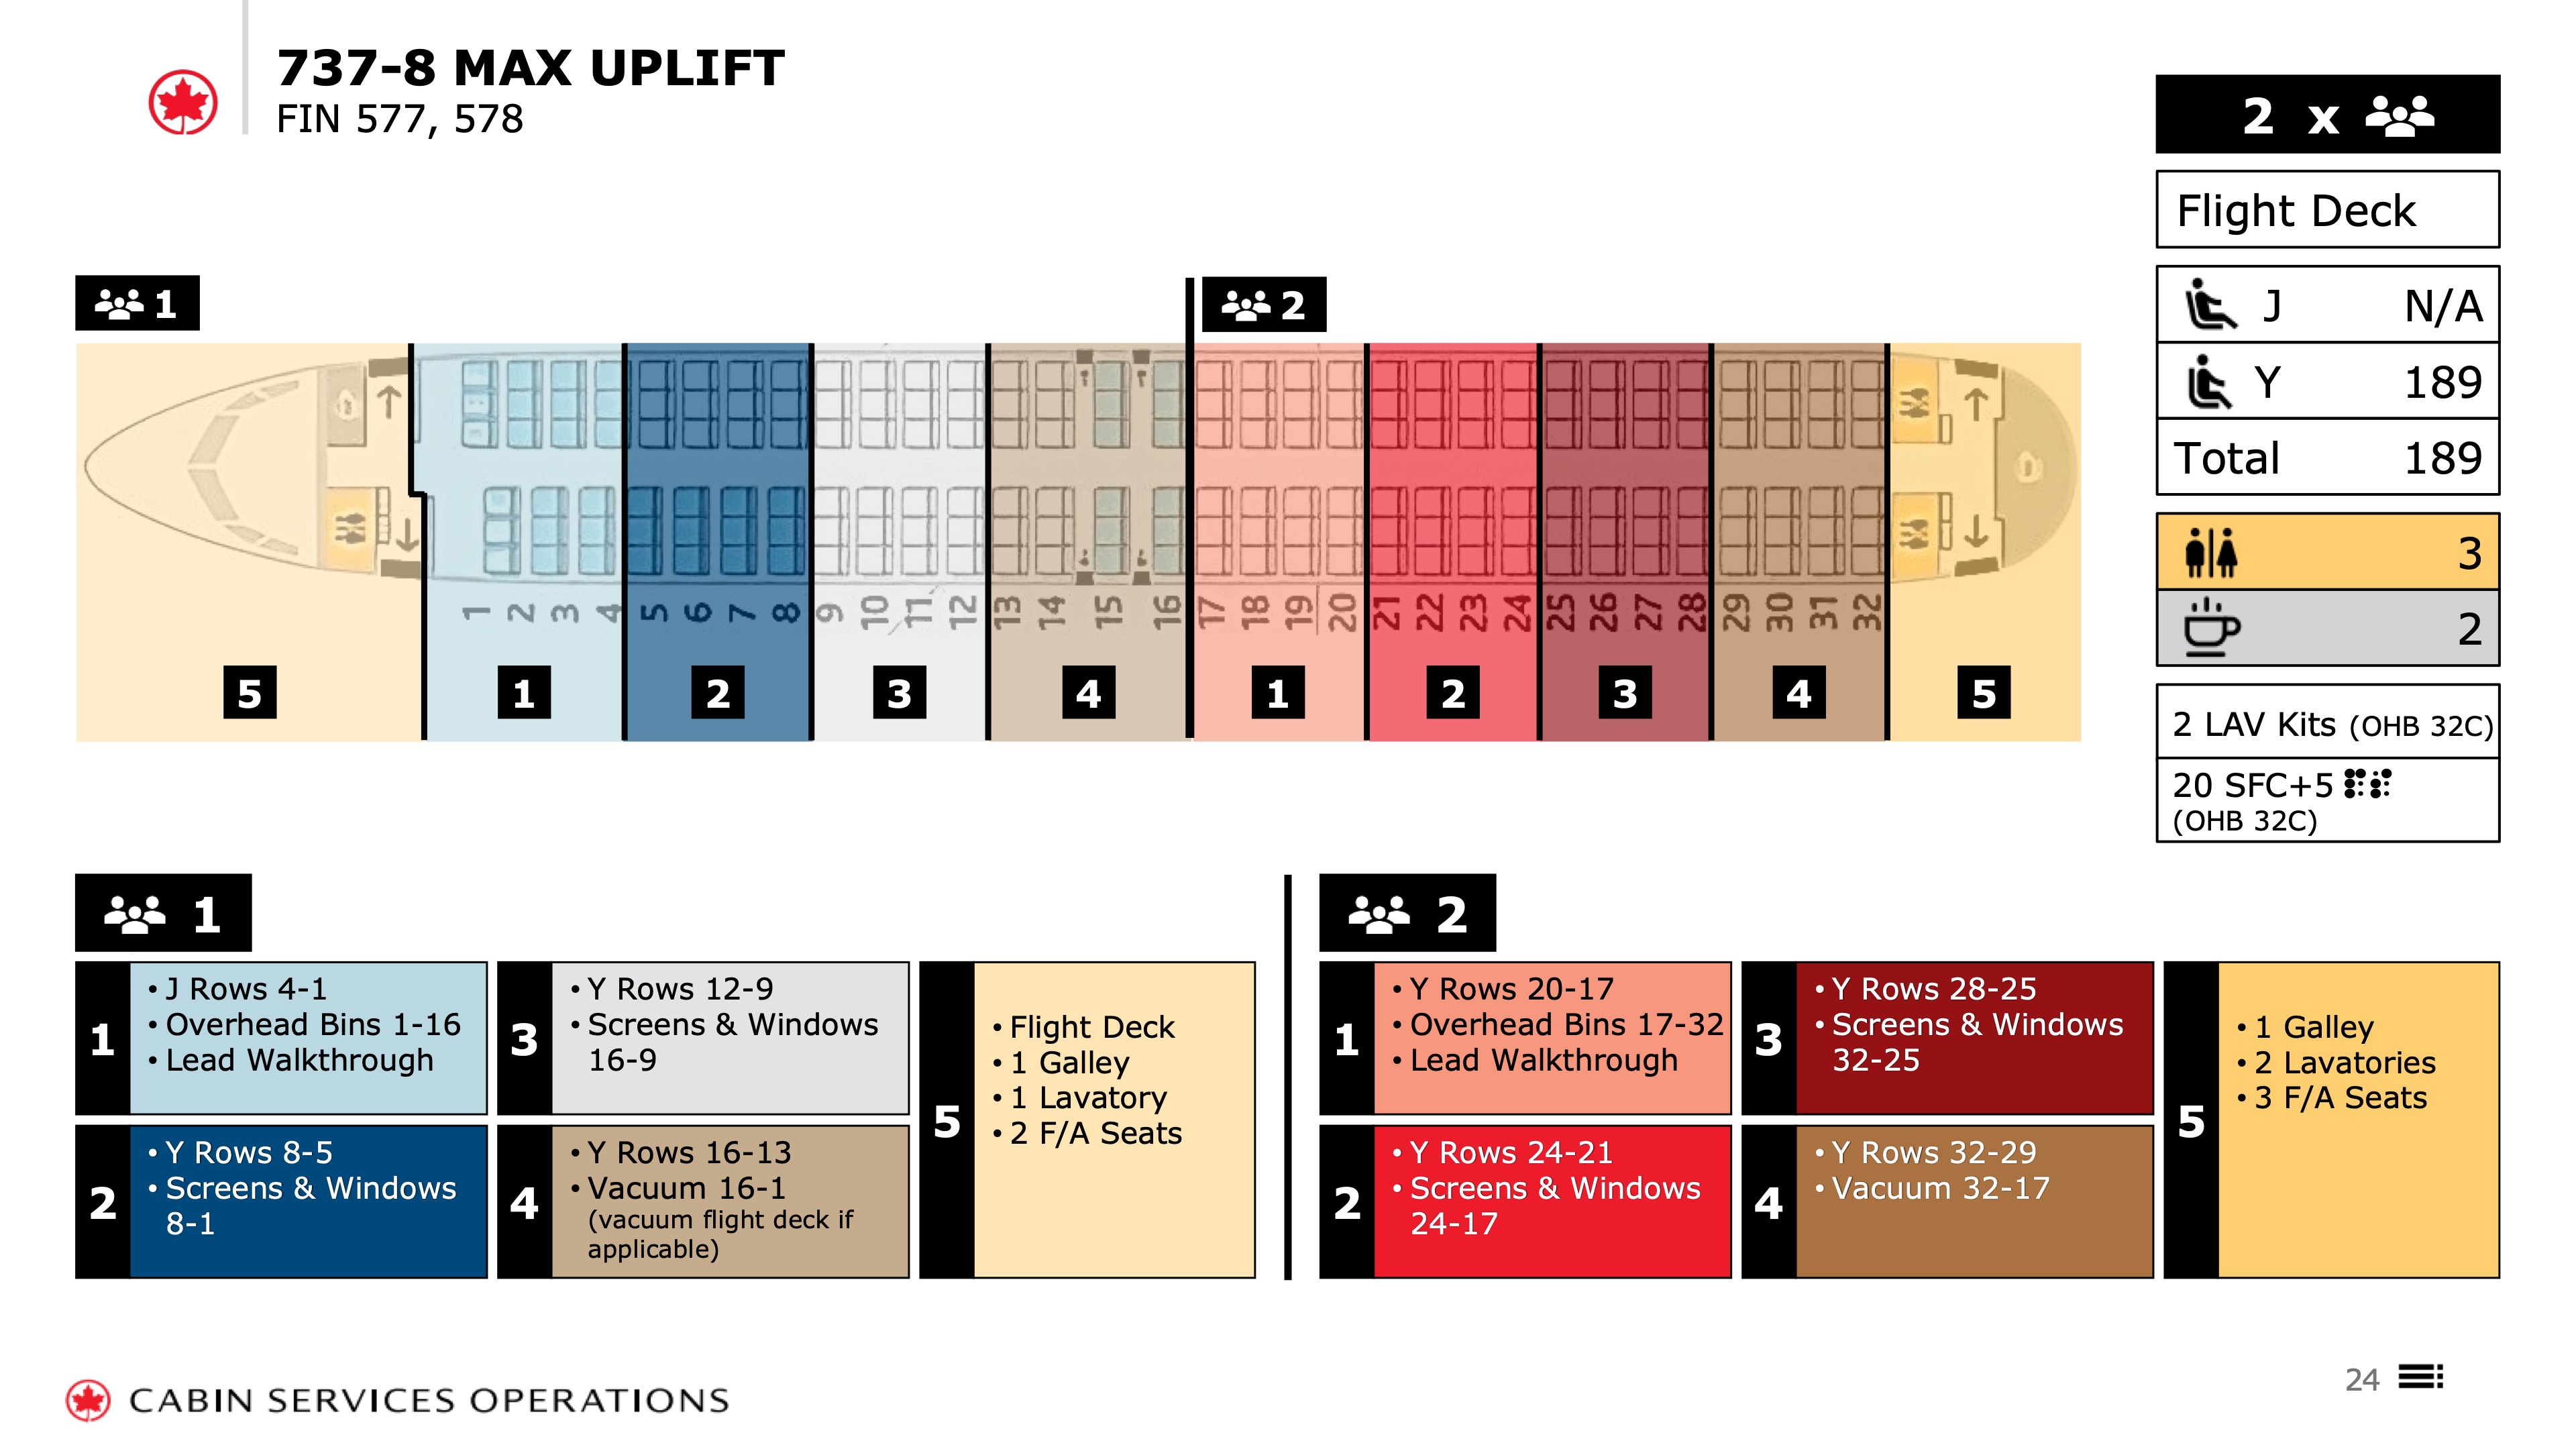 737-8 MAX UPLIFT
FIN 577, 578
2 x
Flight Deck
J N/A
Y 189
Total 189
3
2
2 LAV Kits (OHB 32C)
20 SFC+5
(OHB 32C)
1
2
1 2 3 4 5 6 7 8 9 10 11 12 13 14 15 16 17 18 19 20 21 22 23 24 25 26 27 28 29 30 31 32
5 1 2 3 4 1 2 3 4 5
1
1
• J Rows 4-1
• Overhead Bins 1-16
• Lead Walkthrough
2
• Y Rows 8-5
• Screens & Windows
8-1
3
• Y Rows 12-9
• Screens & Windows
16-9
4
• Y Rows 16-13
• Vacuum 16-1
(vacuum flight deck if
applicable)
5
• Flight Deck
• 1 Galley
• 1 Lavatory
• 2 F/A Seats
2
1
• Y Rows 20-17
• Overhead Bins 17-32
• Lead Walkthrough
2
• Y Rows 24-21
• Screens & Windows
24-17
3
• Y Rows 28-25
• Screens & Windows
32-25
4
• Y Rows 32-29
• Vacuum 32-17
5
• 1 Galley
• 2 Lavatories
• 3 F/A Seats
CABIN SERVICES OPERATIONS
24